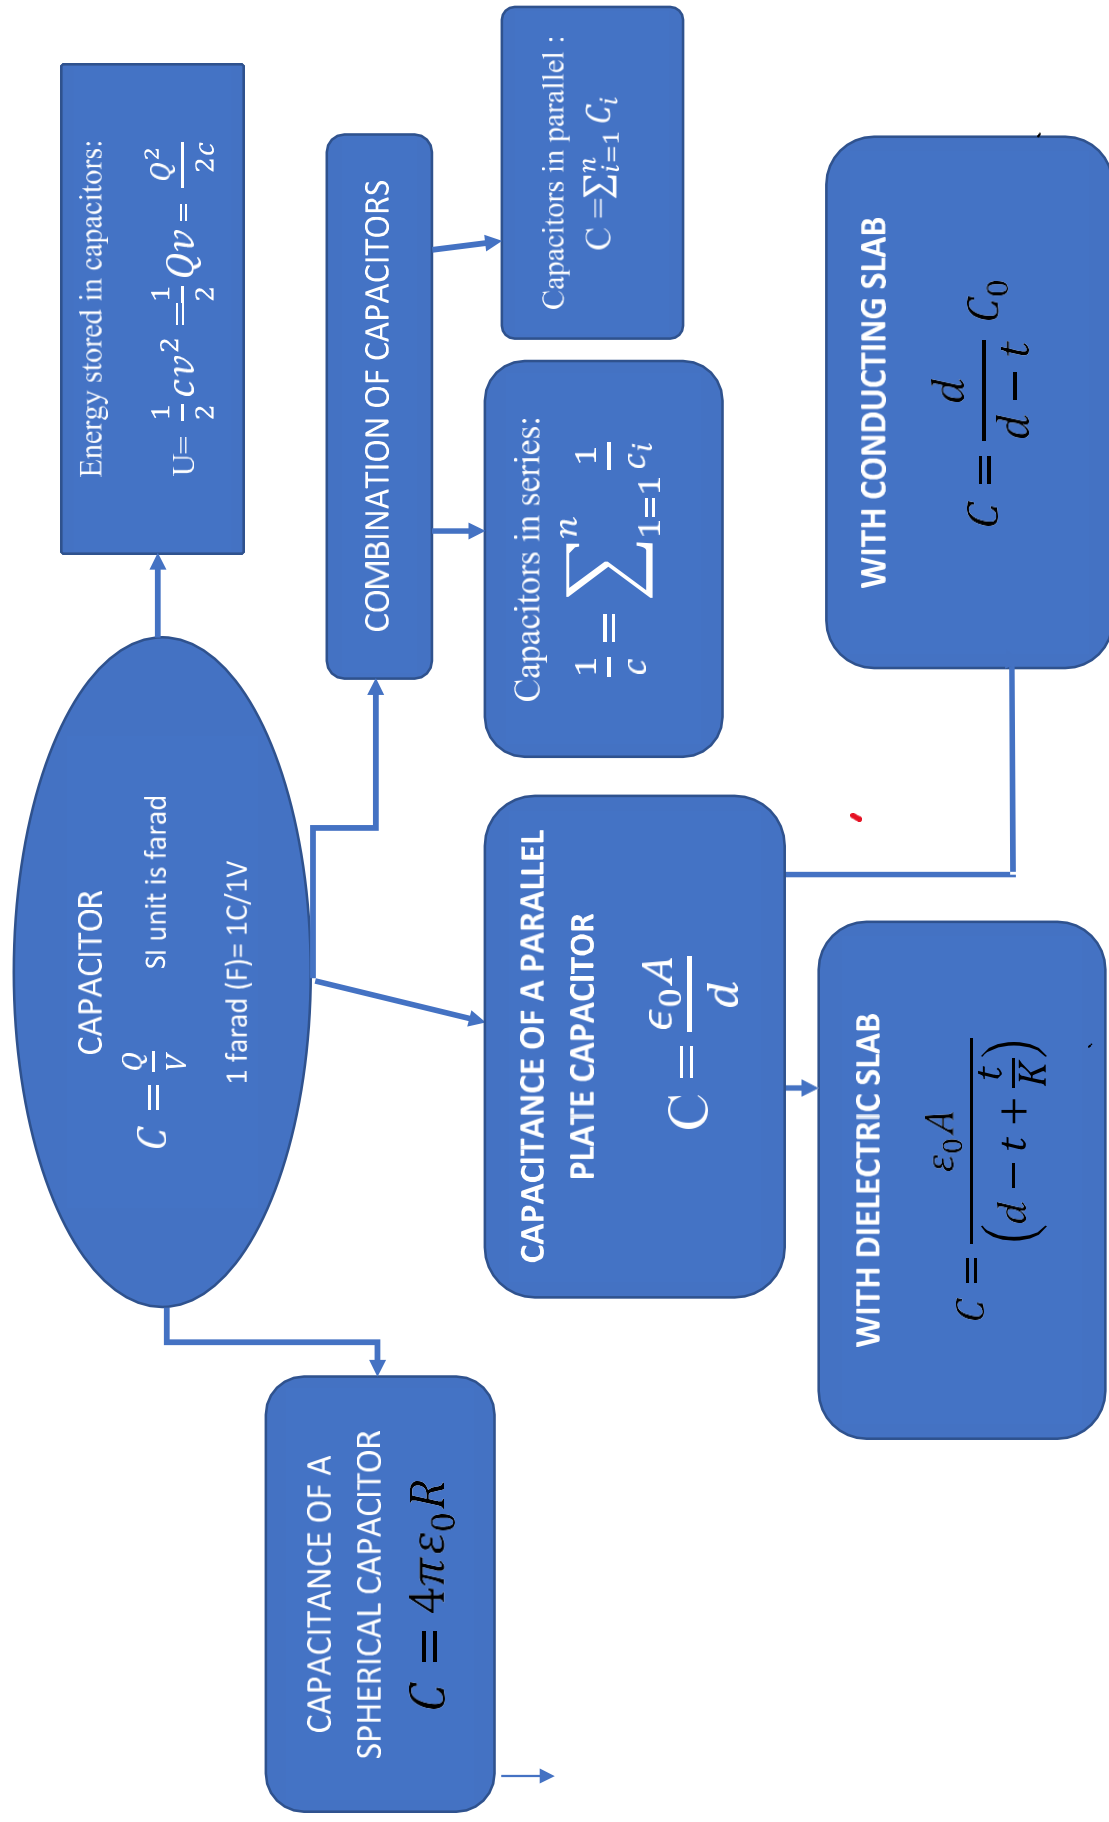 CAPACITOR
C = Q/V SI unit is farad
1 farad (F)= 1C/1V
Energy stored in capacitors:
U= 1/2 cv² = 1/2 Qv = Q²/2c
COMBINATION OF CAPACITORS
Capacitors in parallel :
C = ∑ⁿᵢ₌₁ Cᵢ
Capacitors in series:
1/c = ∑ⁿ₁₌₁ 1/cᵢ
CAPACITANCE OF A
SPHERICAL CAPACITOR
C = 4πε₀R
CAPACITANCE OF A PARALLEL
PLATE CAPACITOR
C = ϵ₀A/d
WITH DIELECTRIC SLAB
C = ε₀A/(d − t + t/K)
WITH CONDUCTING SLAB
C = d/(d − t) C₀